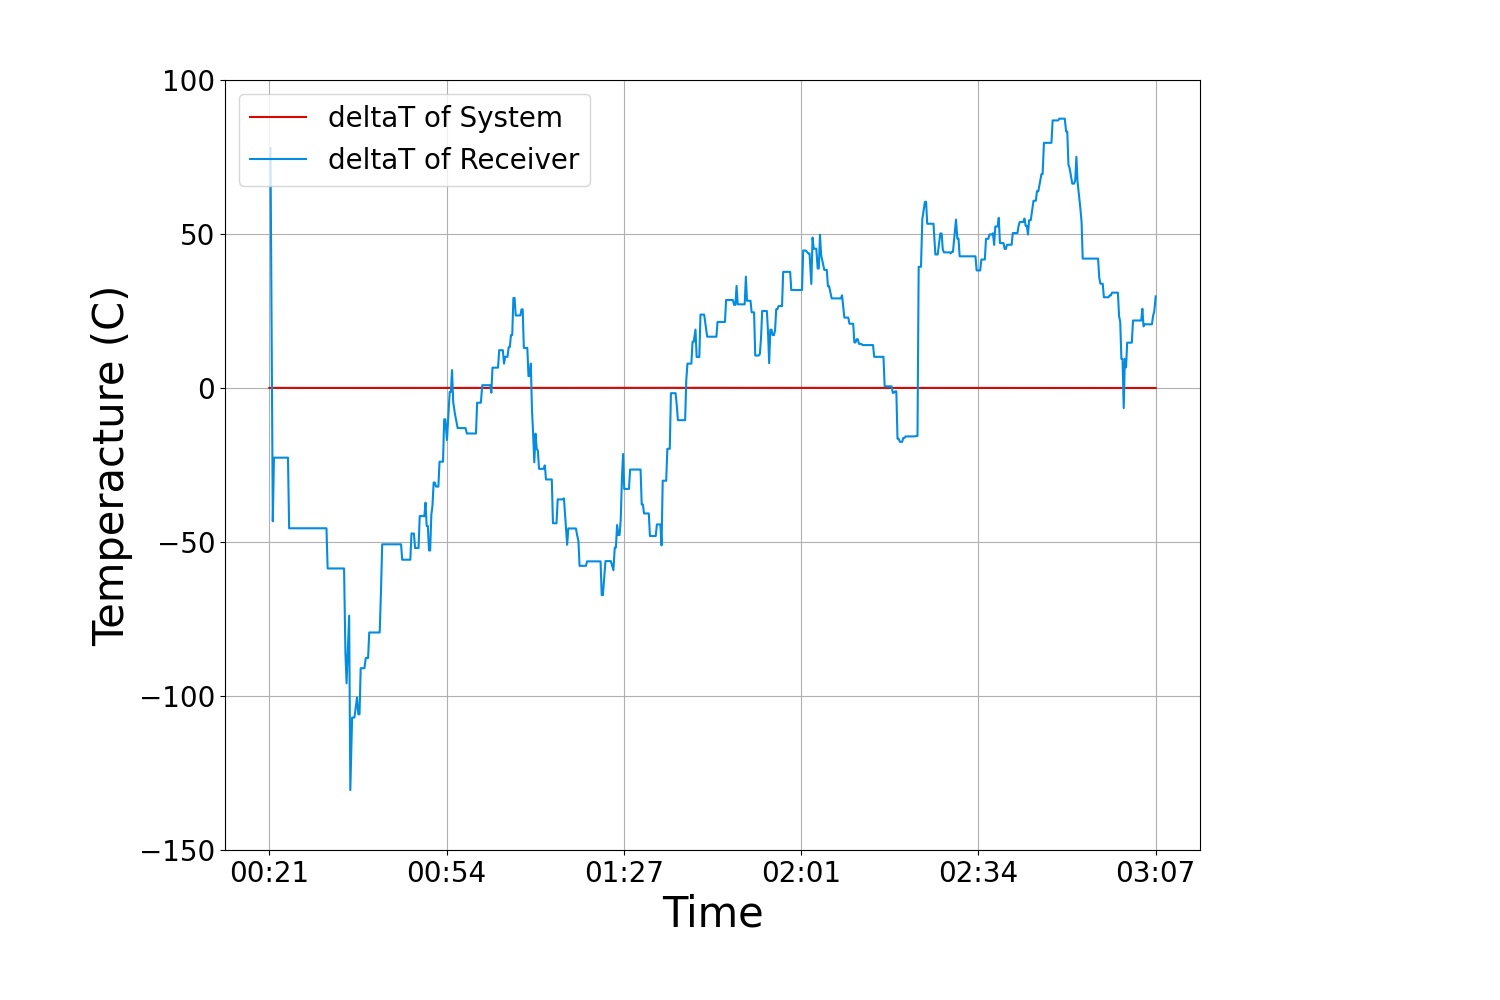 deltaT of System
deltaT of Receiver
100
50
0
−50
−100
−150
Temperacture (C)
00:21 00:54 01:27 02:01 02:34 03:07
Time